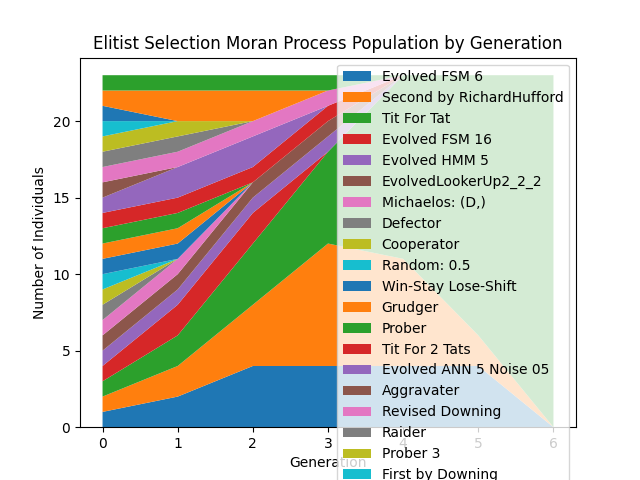 Elitist Selection Moran Process Population by Generation
Number of Individuals
20
15
10
5
0
0
1
2
3
4
5
6
Generation
Evolved FSM 6
Second by RichardHufford
Tit For Tat
Evolved FSM 16
Evolved HMM 5
EvolvedLookerUp2_2_2
Michaelos: (D,)
Defector
Cooperator
Random: 0.5
Win-Stay Lose-Shift
Grudger
Prober
Tit For 2 Tats
Evolved ANN 5 Noise 05
Aggravater
Revised Downing
Raider
Prober 3
First by Downing